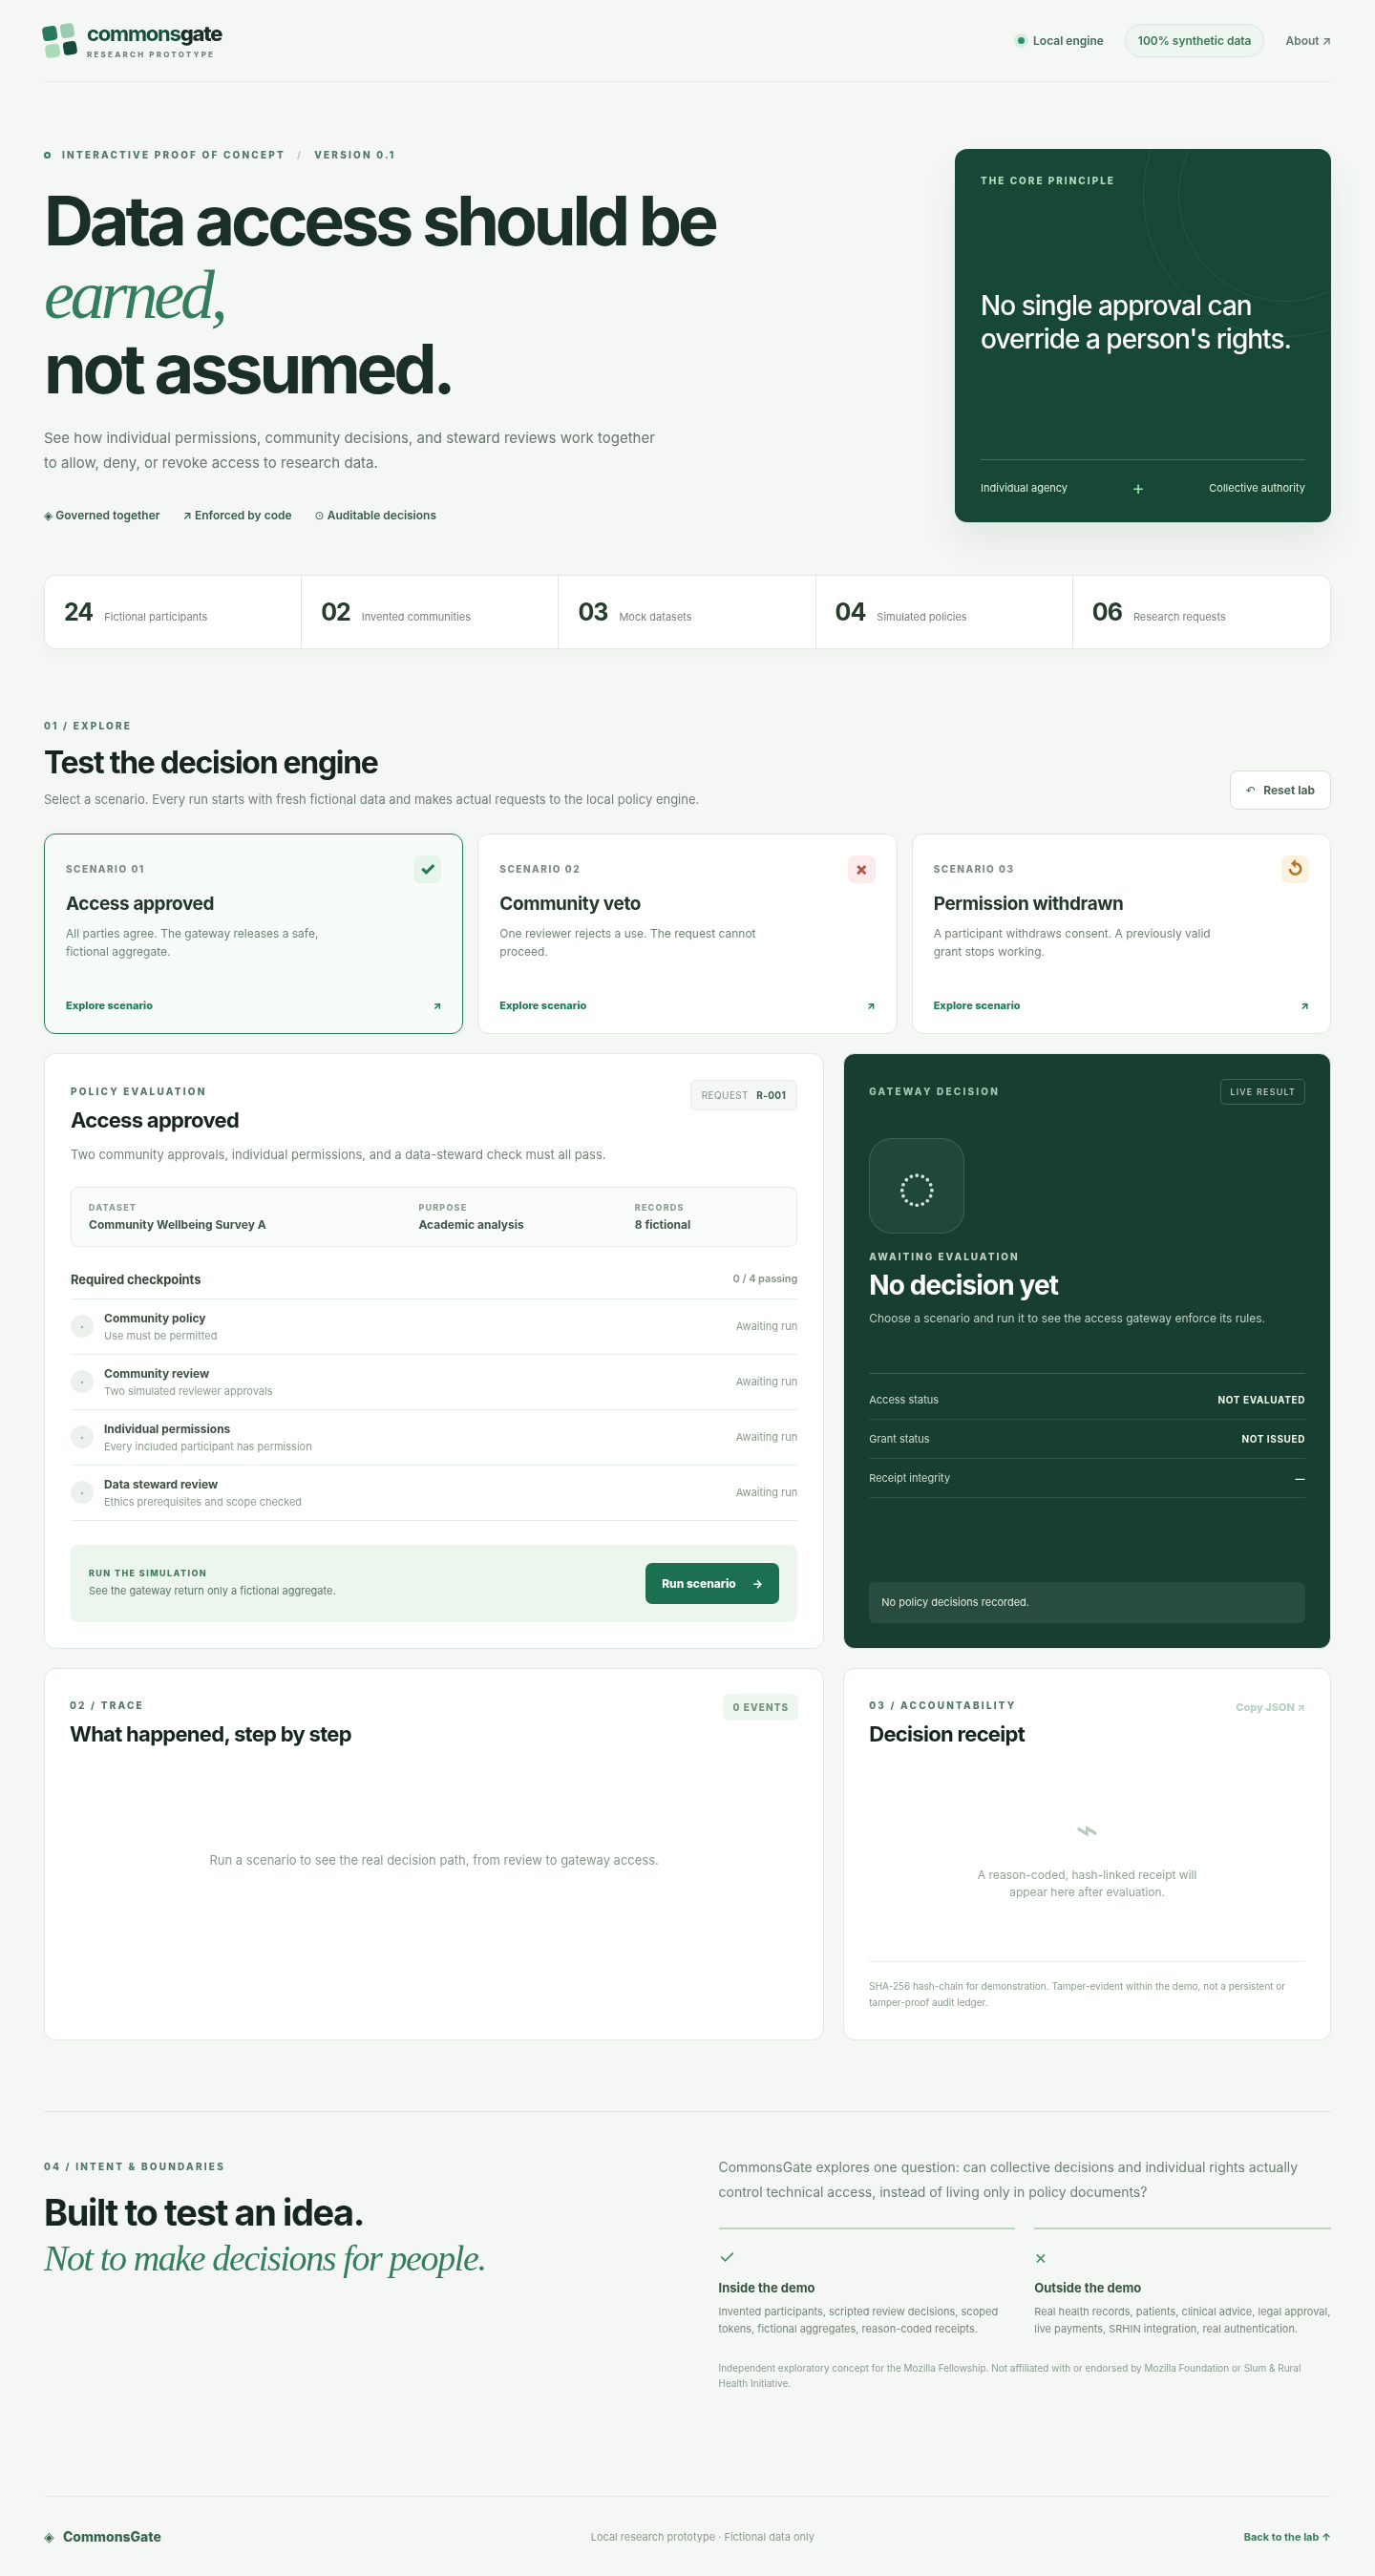 commonsgate
RESEARCH PROTOTYPE
Local engine
100% synthetic data
About ↗
INTERACTIVE PROOF OF CONCEPT / VERSION 0.1
Data access should be
earned,
not assumed.
See how individual permissions, community decisions, and steward reviews work together
to allow, deny, or revoke access to research data.
◈ Governed together
↗ Enforced by code
⊙ Auditable decisions
THE CORE PRINCIPLE
No single approval can
override a person's rights.
Individual agency
+
Collective authority
24 Fictional participants
02 Invented communities
03 Mock datasets
04 Simulated policies
06 Research requests
01 / EXPLORE
Test the decision engine
Select a scenario. Every run starts with fresh fictional data and makes actual requests to the local policy engine.
↶ Reset lab
SCENARIO 01
Access approved
All parties agree. The gateway releases a safe,
fictional aggregate.
Explore scenario ↗
SCENARIO 02
Community veto
One reviewer rejects a use. The request cannot
proceed.
Explore scenario ↗
SCENARIO 03
Permission withdrawn
A participant withdraws consent. A previously valid
grant stops working.
Explore scenario ↗
POLICY EVALUATION
Access approved
REQUEST R-001
Two community approvals, individual permissions, and a data-steward check must all pass.
DATASET
Community Wellbeing Survey A
PURPOSE
Academic analysis
RECORDS
8 fictional
Required checkpoints
0 / 4 passing
Community policy
Use must be permitted
Awaiting run
Community review
Two simulated reviewer approvals
Awaiting run
Individual permissions
Every included participant has permission
Awaiting run
Data steward review
Ethics prerequisites and scope checked
Awaiting run
RUN THE SIMULATION
See the gateway return only a fictional aggregate.
Run scenario →
GATEWAY DECISION
LIVE RESULT
AWAITING EVALUATION
No decision yet
Choose a scenario and run it to see the access gateway enforce its rules.
Access status NOT EVALUATED
Grant status NOT ISSUED
Receipt integrity —
No policy decisions recorded.
02 / TRACE
What happened, step by step
0 EVENTS
Run a scenario to see the real decision path, from review to gateway access.
03 / ACCOUNTABILITY
Decision receipt
Copy JSON ↗
A reason-coded, hash-linked receipt will
appear here after evaluation.
SHA-256 hash-chain for demonstration. Tamper-evident within the demo, not a persistent or
tamper-proof audit ledger.
04 / INTENT & BOUNDARIES
Built to test an idea.
Not to make decisions for people.
CommonsGate explores one question: can collective decisions and individual rights actually
control technical access, instead of living only in policy documents?
✓
Inside the demo
Invented participants, scripted review decisions, scoped
tokens, fictional aggregates, reason-coded receipts.
×
Outside the demo
Real health records, patients, clinical advice, legal approval,
live payments, SRHIN integration, real authentication.
Independent exploratory concept for the Mozilla Fellowship. Not affiliated with or endorsed by Mozilla Foundation or Slum & Rural
Health Initiative.
◈ CommonsGate
Local research prototype · Fictional data only
Back to the lab ↑